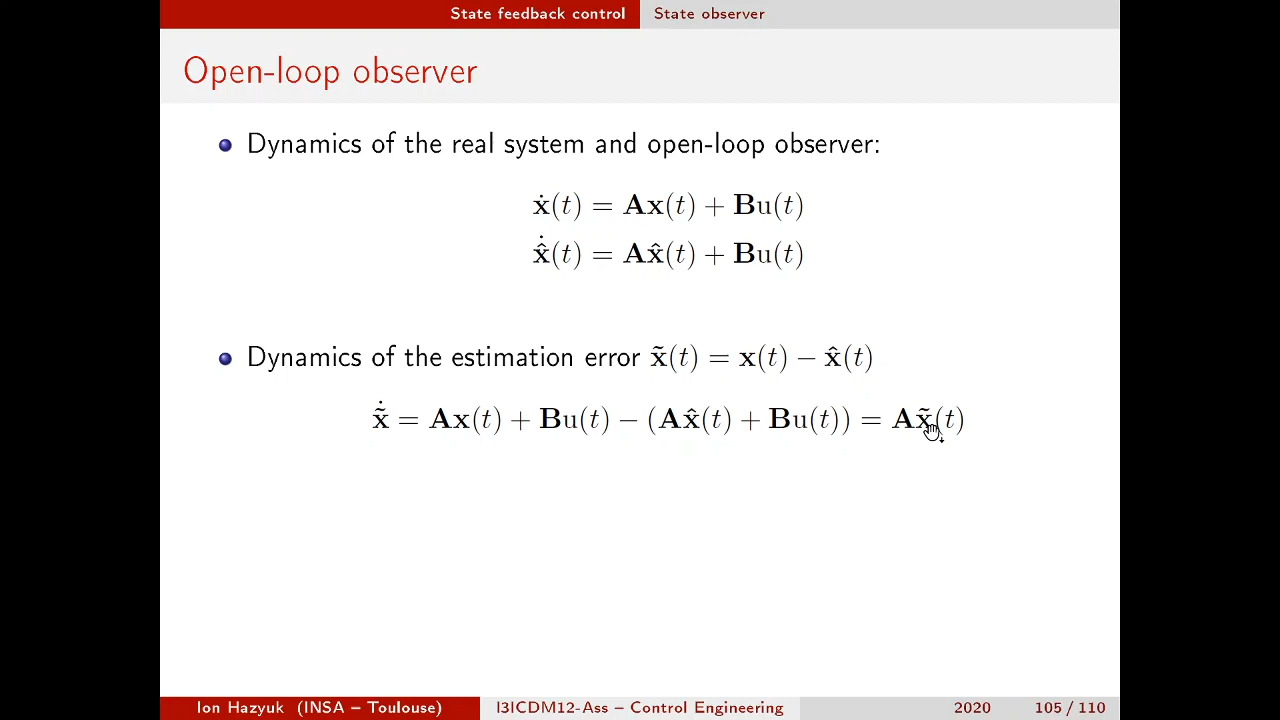 State feedback control State observer
Open-loop observer
Dynamics of the real system and open-loop observer:
ẋ(t) = Ax(t) + Bu(t)
x̂̇(t) = Ax̂(t) + Bu(t)
Dynamics of the estimation error x̃(t) = x(t) − x̂(t)
x̃̇ = Ax(t) + Bu(t) − (Ax̂(t) + Bu(t)) = Ax̃(t)
Ion Hazyuk (INSA – Toulouse) I3ICDM12-Ass – Control Engineering 2020 105 / 110